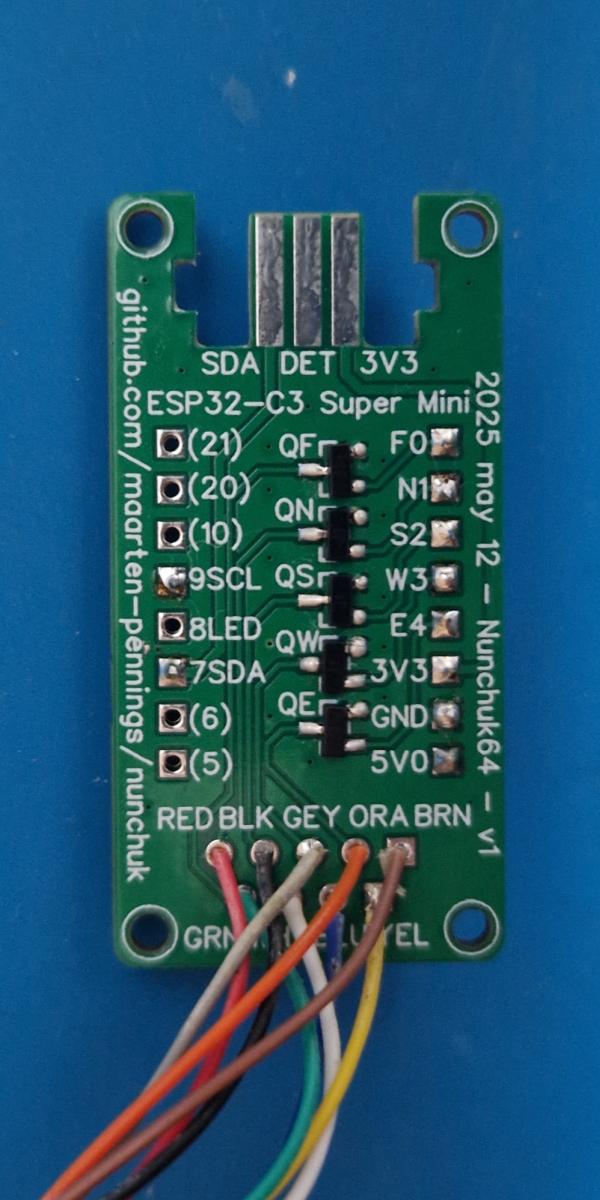 SDA DET 3V3
ESP32-C3 Super Mini
(21) QF F0
(20) N1
QN
(10) S2
9SCL QS W3
8LED E4
QW
7SDA 3V3
(6) QE GND
(5) 5V0
RED BLK GEY ORA BRN
GRN YEL
github.com/maarten-pennings/nunchuk
2025 may 12 - Nunchuk64 - v1